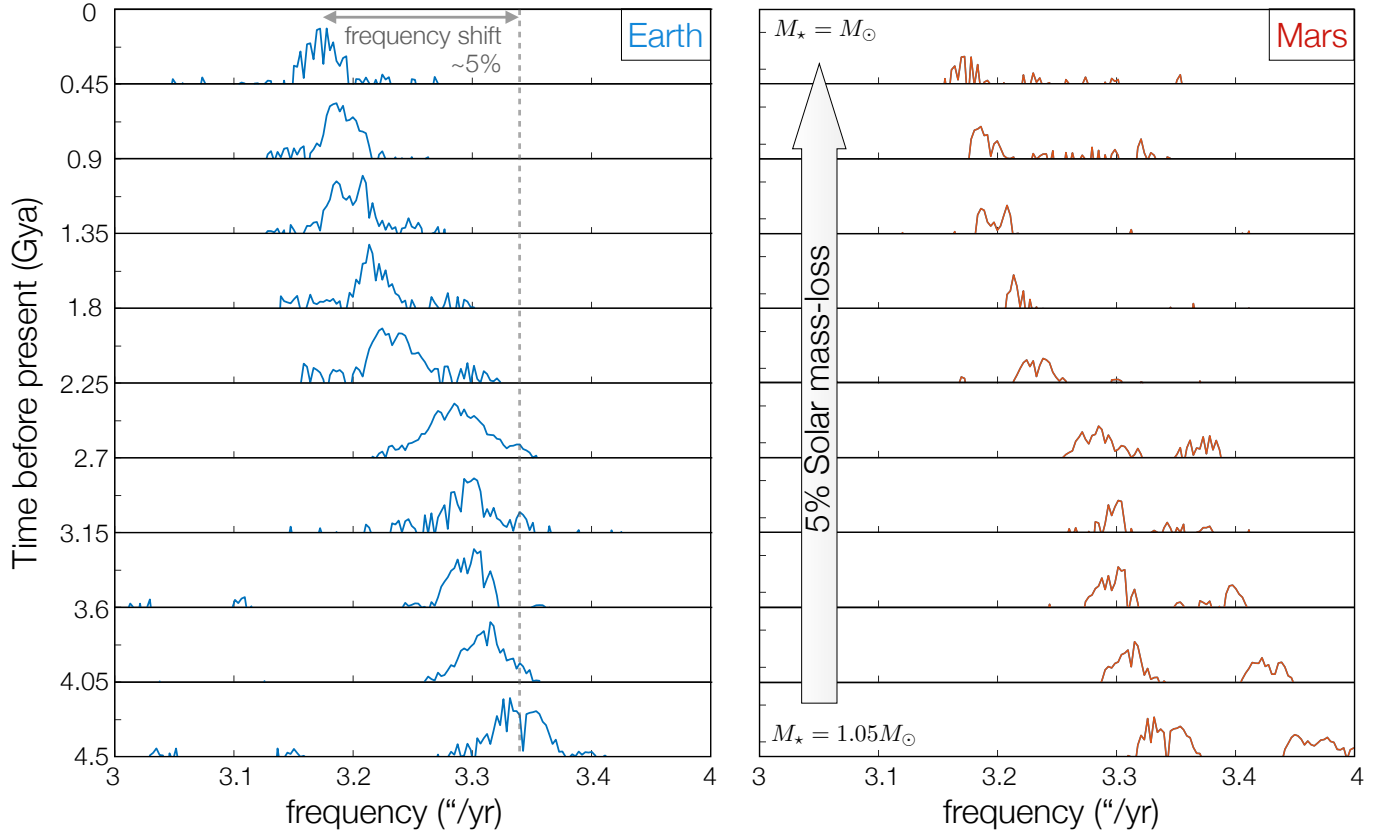 Time before present (Gya)
0
0.45
0.9
1.35
1.8
2.25
2.7
3.15
3.6
4.05
4.5
frequency shift
~5%
Earth
3
3.1
3.2
3.3
3.4
4
frequency (“/yr)
M⋆ = M⊙
Mars
5% Solar mass-loss
M⋆ = 1.05M⊙
3
3.1
3.2
3.3
3.4
4
frequency (“/yr)